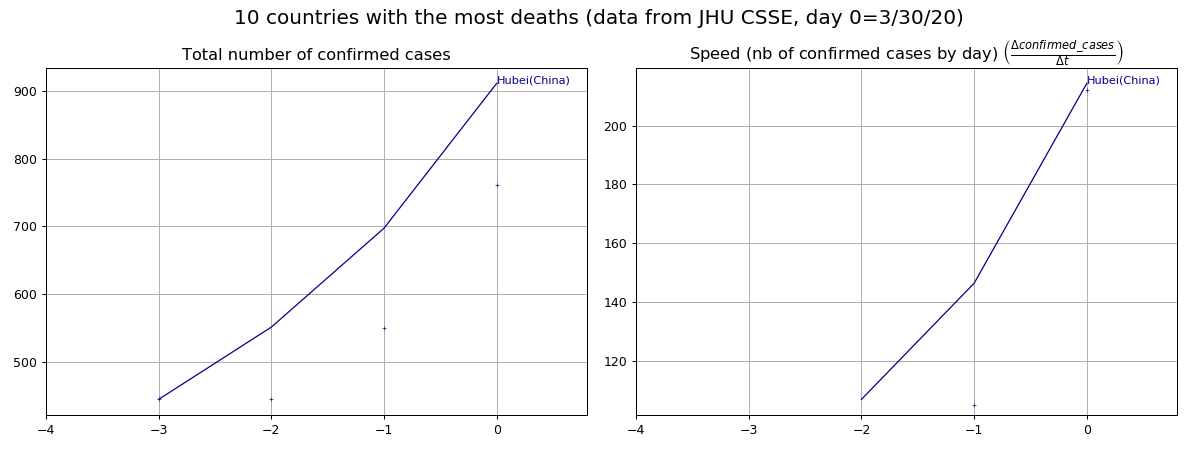 10 countries with the most deaths (data from JHU CSSE, day 0=3/30/20)
Total number of confirmed cases
Speed (nb of confirmed cases by day) (Δconfirmed_cases/Δt)
Hubei(China)
900
800
700
600
500
−4 −3 −2 −1 0
Hubei(China)
200
180
160
140
120
−4 −3 −2 −1 0